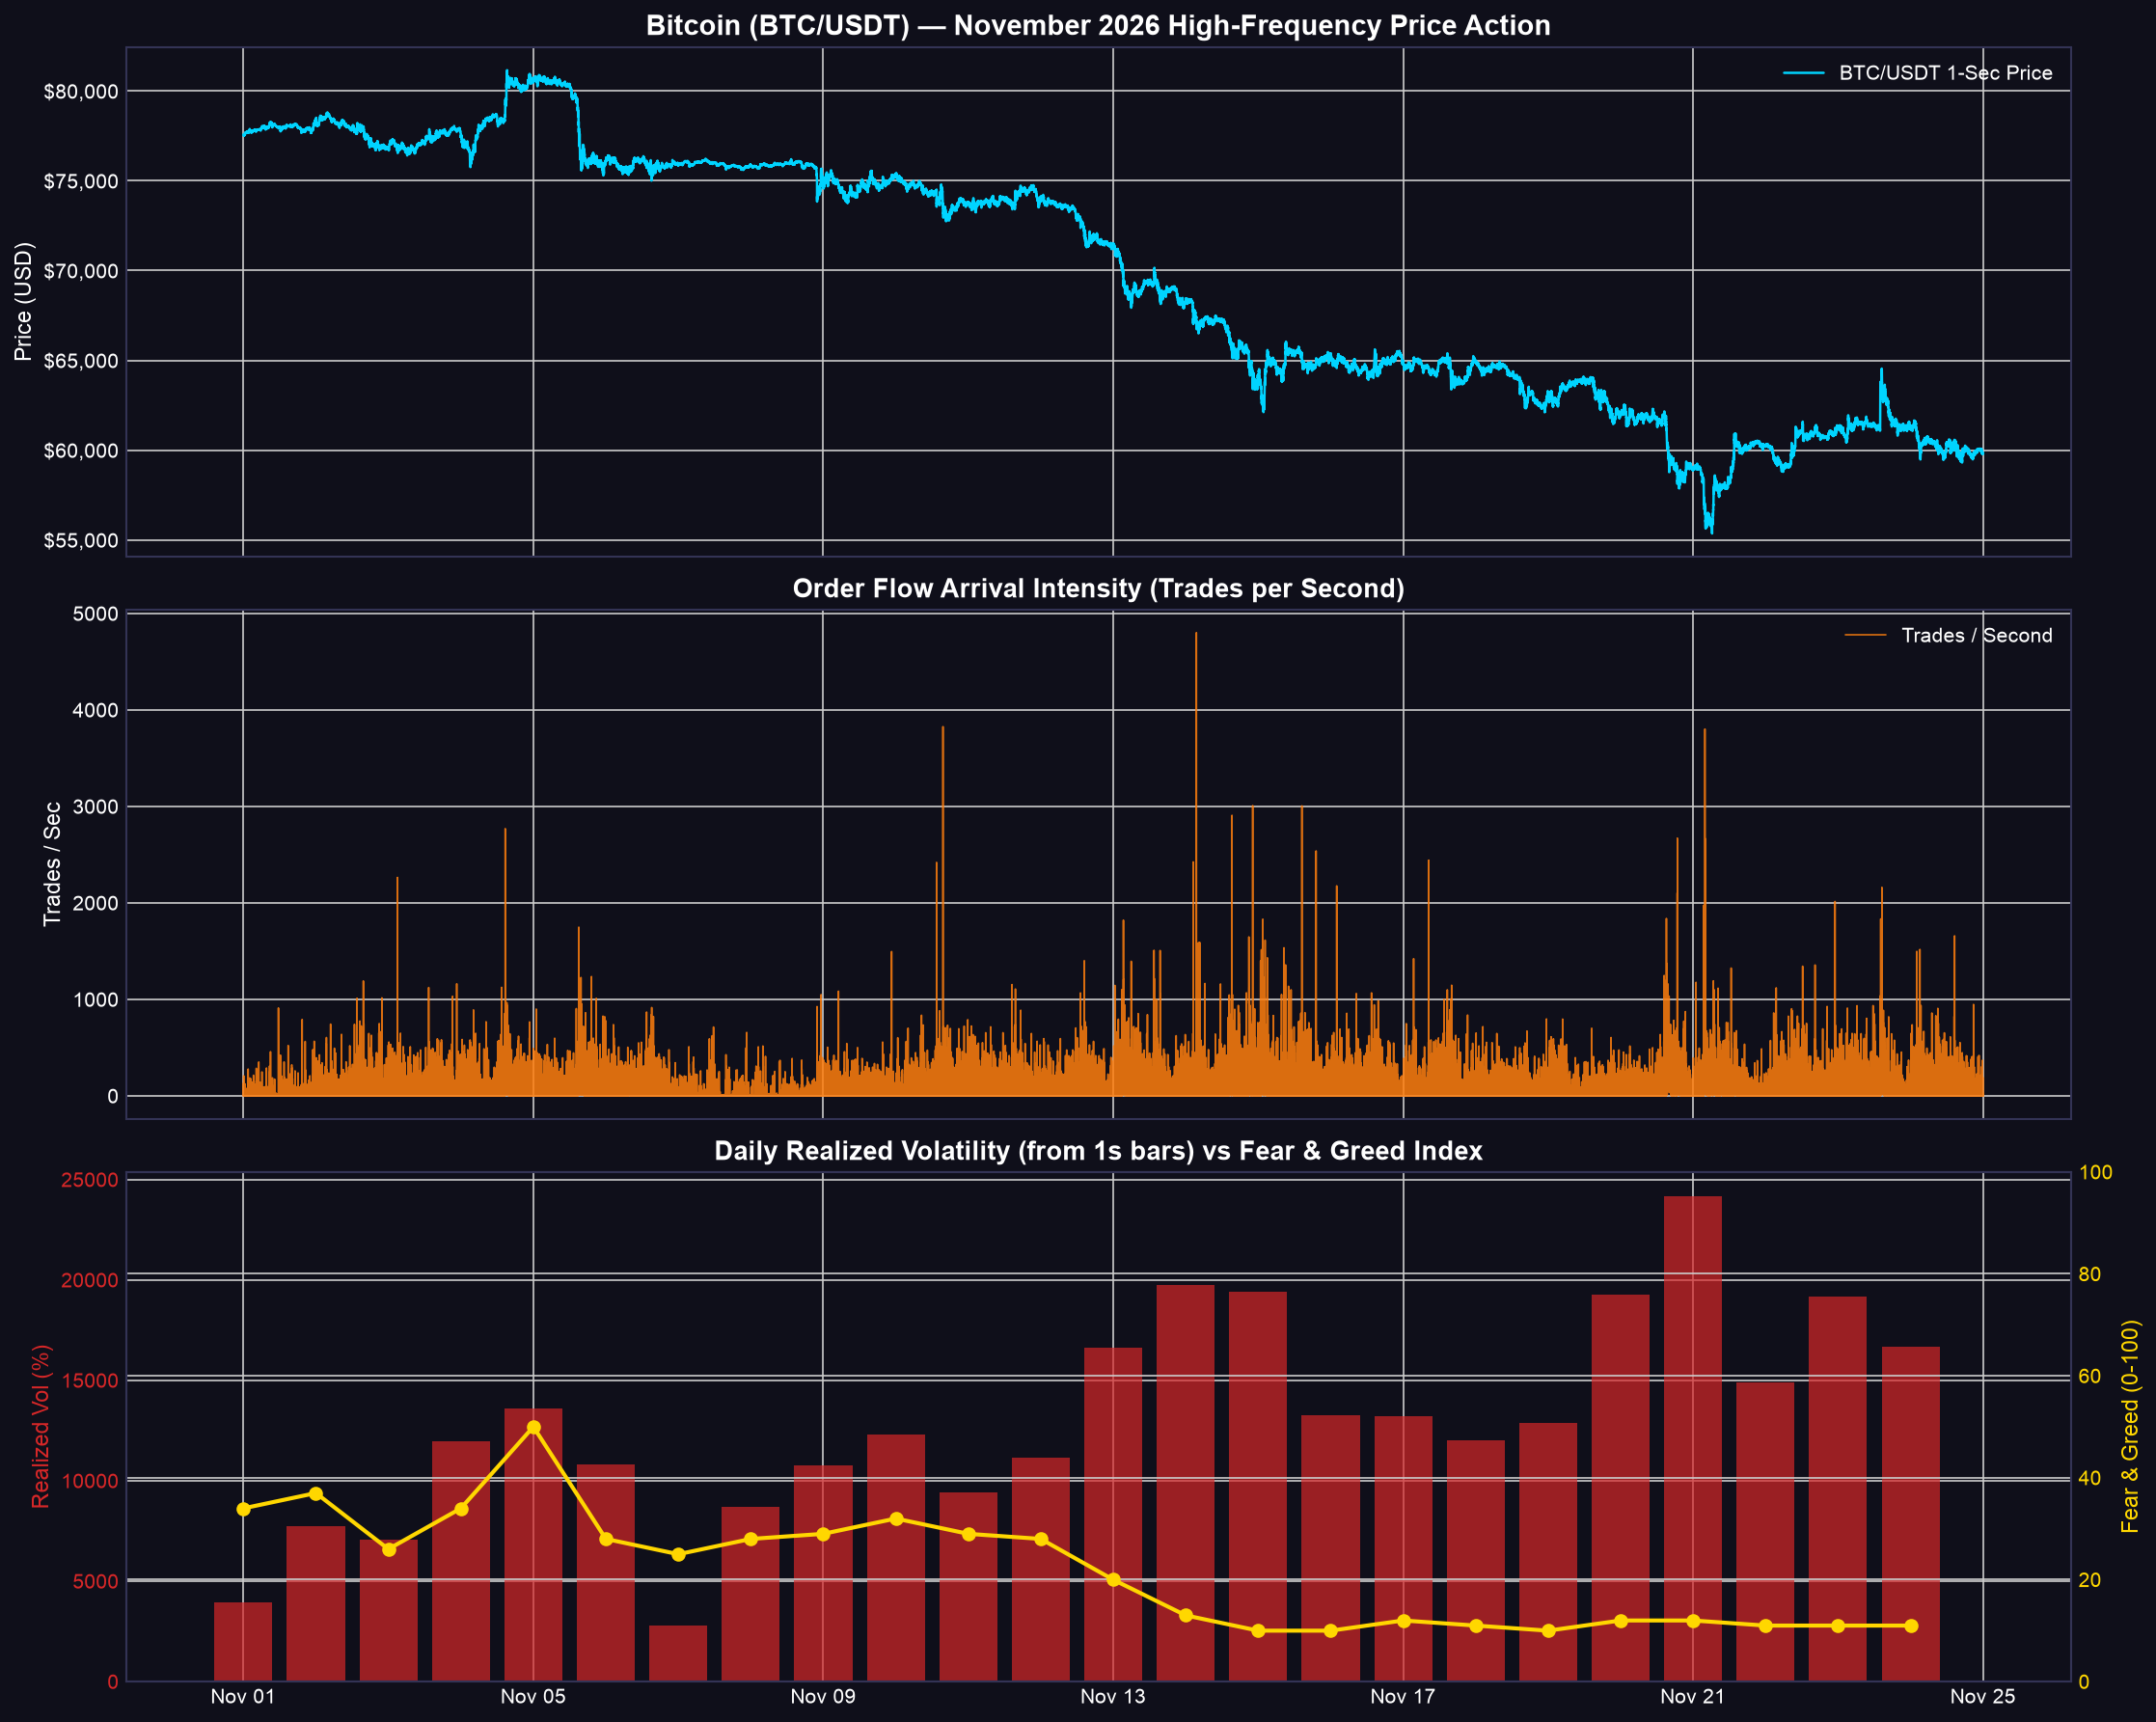 Bitcoin (BTC/USDT) — November 2026 High-Frequency Price Action
BTC/USDT 1-Sec Price
Price (USD)
$80,000
$75,000
$70,000
$65,000
$60,000
$55,000
Order Flow Arrival Intensity (Trades per Second)
Trades / Second
Trades / Sec
5000
4000
3000
2000
1000
0
Daily Realized Volatility (from 1s bars) vs Fear & Greed Index
Realized Vol (%)
25000
20000
15000
10000
5000
0
100
80
60
40
20
0
Fear & Greed (0-100)
Nov 01 Nov 05 Nov 09 Nov 13 Nov 17 Nov 21 Nov 25